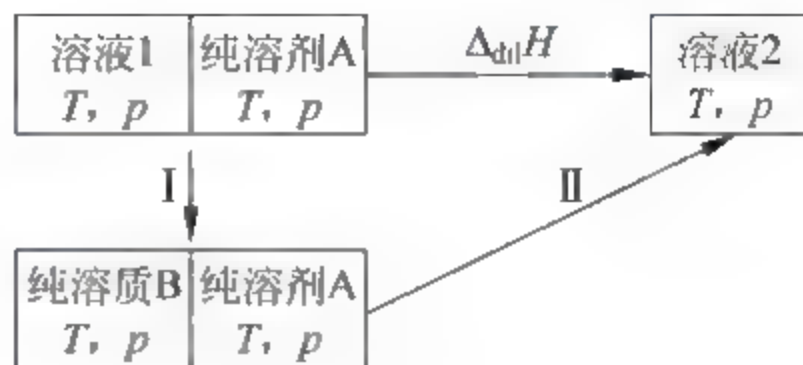 溶液1 纯溶剂A
T, p T, p
Δ_dil H
溶液2
T, p
I
II
纯溶质B 纯溶剂A
T, p T, p